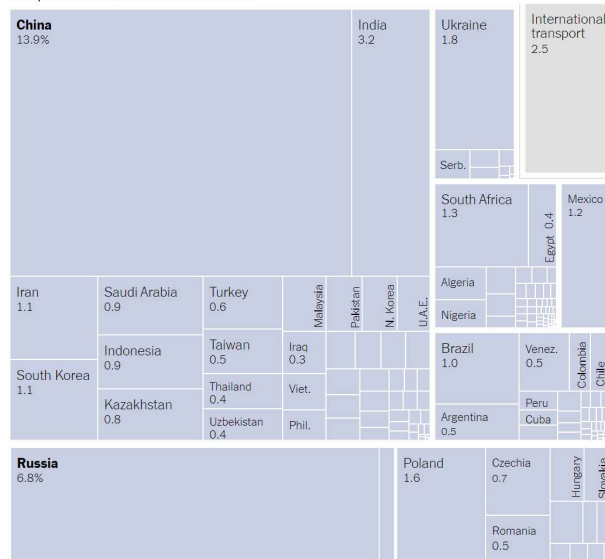 China
13.9%
India
3.2
Ukraine
1.8
International
transport
2.5
Serb.
South Africa
1.3
Egypt 0.4
Mexico
1.2
Algeria
Nigeria
Iran
1.1
Saudi Arabia
0.9
Turkey
0.6
Malaysia
Pakistan
N. Korea
U.A.E.
Indonesia
0.9
Taiwan
0.5
Iraq
0.3
South Korea
1.1
Thailand
0.4
Viet.
Kazakhstan
0.8
Uzbekistan
0.4
Phil.
Brazil
1.0
Venez.
0.5
Colombia
Chile
Peru
Argentina
0.5
Cuba
Russia
6.8%
Poland
1.6
Czechia
0.7
Hungary
Slovakia
Romania
0.5